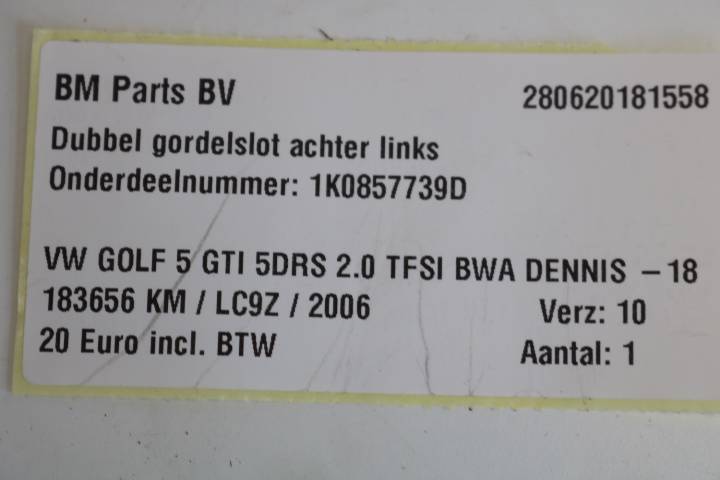 BM Parts BV 280620181558
Dubbel gordelslot achter links
Onderdeelnummer: 1K0857739D
VW GOLF 5 GTI 5DRS 2.0 TFSI BWA DENNIS – 18
183656 KM / LC9Z / 2006 Verz: 10
20 Euro incl. BTW Aantal: 1